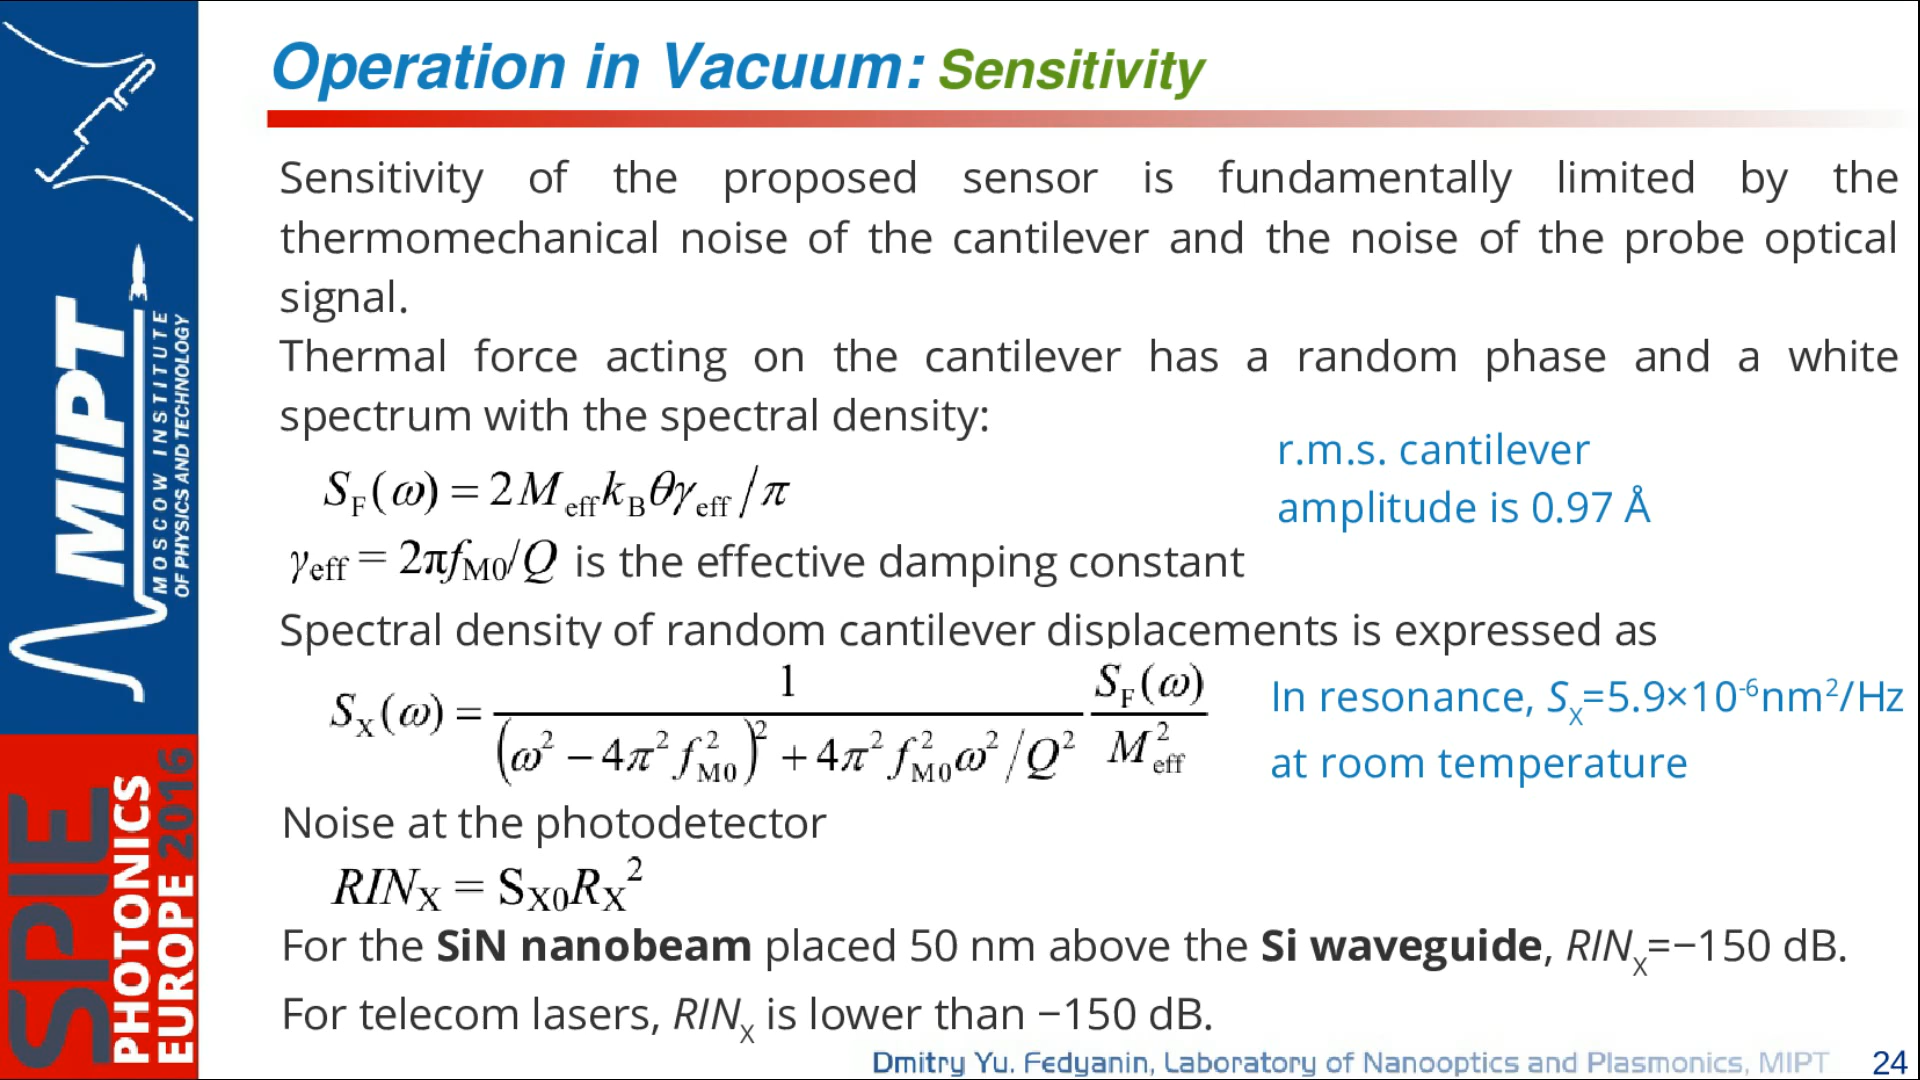 Operation in Vacuum: Sensitivity
Sensitivity of the proposed sensor is fundamentally limited by the
thermomechanical noise of the cantilever and the noise of the probe optical
signal.
Thermal force acting on the cantilever has a random phase and a white
spectrum with the spectral density:
r.m.s. cantilever
amplitude is 0.97 Å
S_F(ω) = 2M_eff k_B θγ_eff/π
γ_eff = 2πf_M0/Q is the effective damping constant
Spectral density of random cantilever displacements is expressed as
S_X(ω) = 1/((ω² − 4π² f²_M0)² + 4π² f²_M0 ω²/Q²) S_F(ω)/M²_eff
In resonance, S_X=5.9×10⁻⁶nm²/Hz
at room temperature
Noise at the photodetector
RIN_X = S_X0 R_X²
For the SiN nanobeam placed 50 nm above the Si waveguide, RIN_X=−150 dB.
For telecom lasers, RIN_X is lower than −150 dB.
Dmitry Yu. Fedyanin, Laboratory of Nanooptics and Plasmonics, MIPT 24
MIPT
MOSCOW INSTITUTE
OF PHYSICS AND TECHNOLOGY
SPIE
PHOTONICS
EUROPE 2016